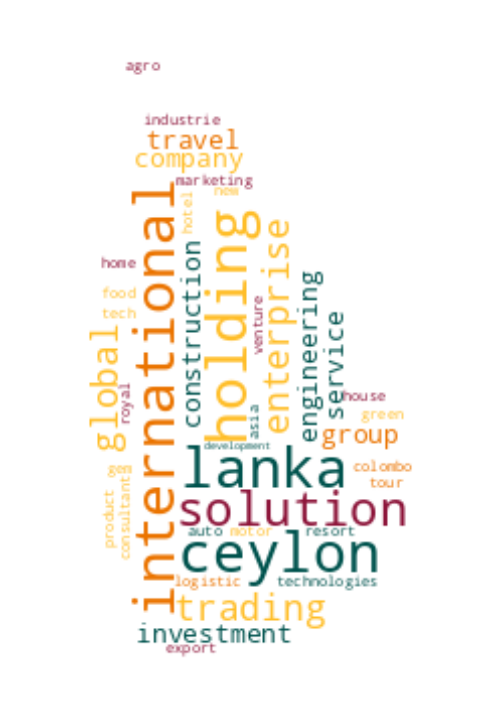 agro
industrie
travel
company
marketing
new
hotel
international
holding
home
construction
enterprise
engineering
food
tech
venture
service
global
royal
house
asia
green
group
development
lanka
colombo
gem
tour
consultant
product
solution
auto motor resort
ceylon
logistic technologies
trading
investment
export